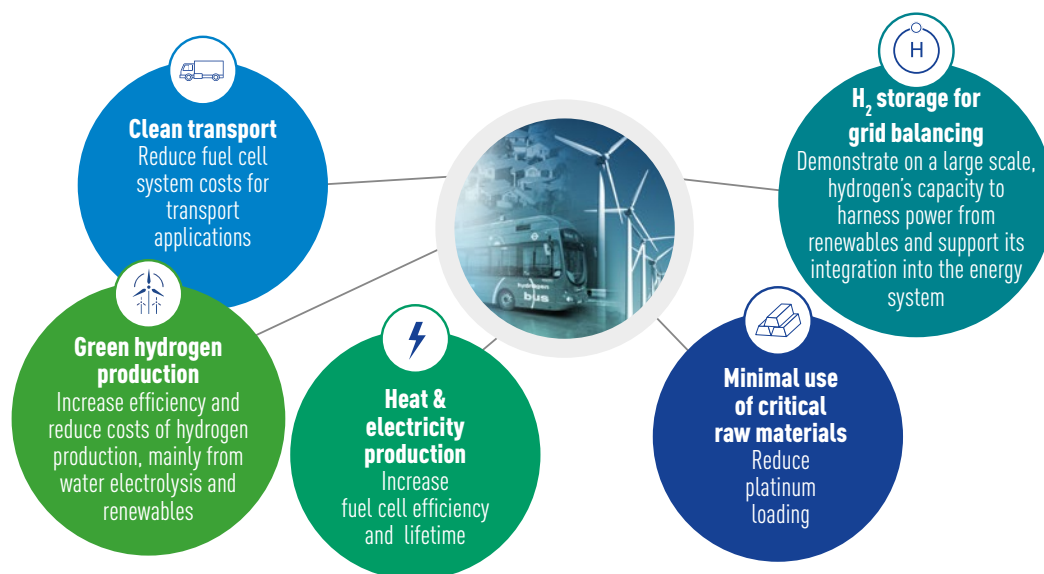 Clean transport
Reduce fuel cell
system costs for
transport
applications
H
H₂ storage for
grid balancing
Demonstrate on a large scale,
hydrogen's capacity to
harness power from
renewables and support its
integration into the energy
system
hydrogen
bus
Green hydrogen
production
Increase efficiency and
reduce costs of hydrogen
production, mainly from
water electrolysis and
renewables
Heat &
electricity
production
Increase
fuel cell efficiency
and lifetime
Minimal use
of critical
raw materials
Reduce
platinum
loading